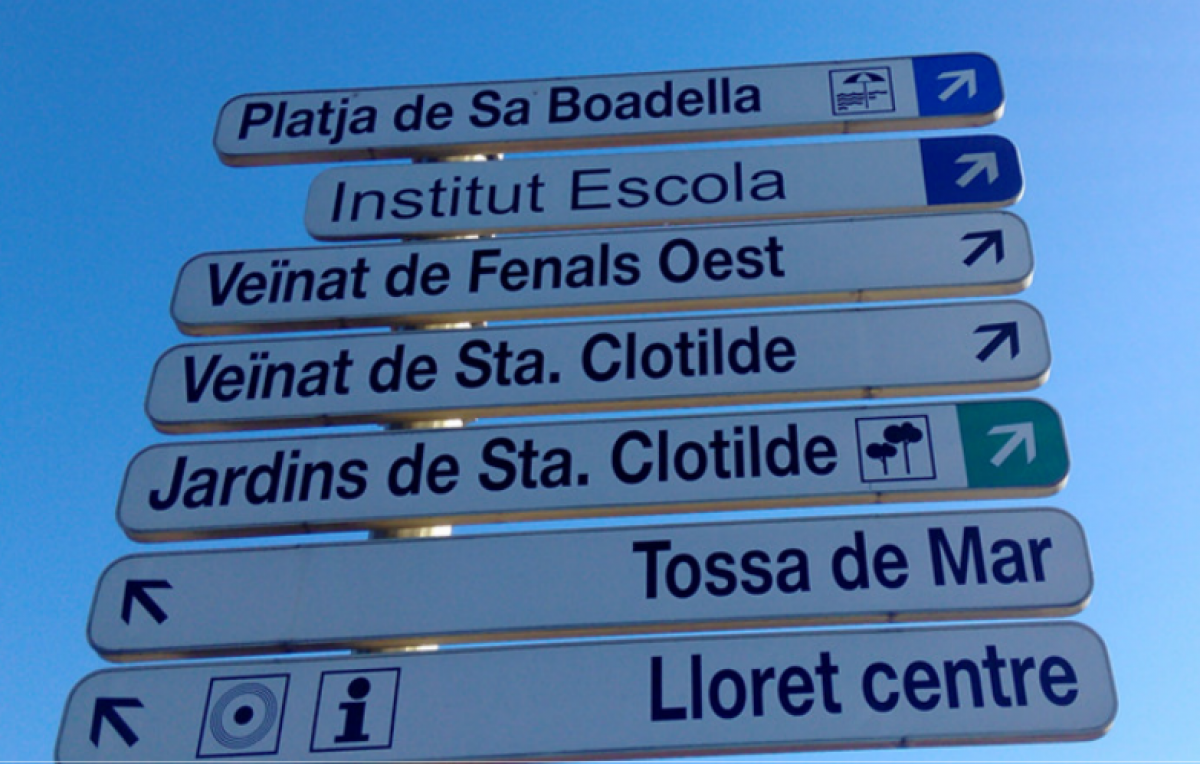 Platja de Sa Boadella
Institut Escola
Veïnat de Fenals Oest
Veïnat de Sta. Clotilde
Jardins de Sta. Clotilde
Tossa de Mar
i Lloret centre